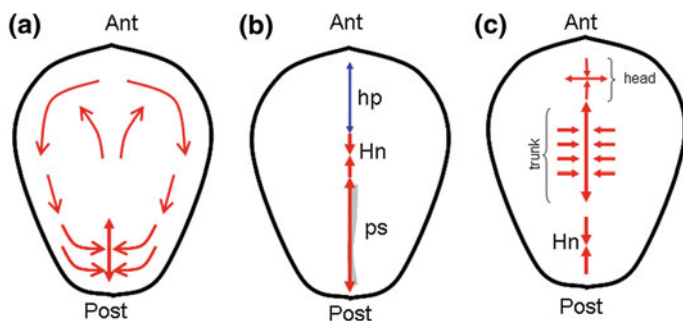 (a)
Ant
Post
(b)
Ant
hp
Hn
ps
Post
(c)
Ant
head
trunk
Hn
Post